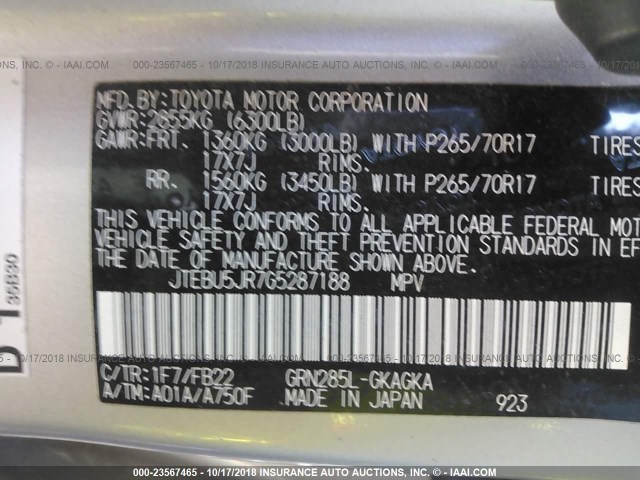 000-23567465 - 10/17/2018 INSURANCE AUTO AUCTIONS, INC. - © IAAI.COM
MFD.BY:TOYOTA MOTOR CORPORATION
GVWR:2855KG (6300LB)
GAWR:FRT. 1360KG (3000LB) WITH P265/70R17 TIRES
17X7J RIMS.
RR. 1560KG (3450LB) WITH P265/70R17 TIRES
17X7J RIMS.
THIS VEHICLE CONFORMS TO ALL APPLICABLE FEDERAL MOT
VEHICLE SAFETY AND THEFT PREVENTION STANDARDS IN EF
THE DATE OF MANUFACTURE SHOWN ABOVE.
JTEBU5JR7G5287188 MPV
35B30
C/TR:1F7/FB22 GRN285L-GKAGKA
A/TM:A01A/A750F MADE IN JAPAN 923
000-23567465 - 10/17/2018 INSURANCE AUTO AUCTIONS, INC. - © IAAI.COM